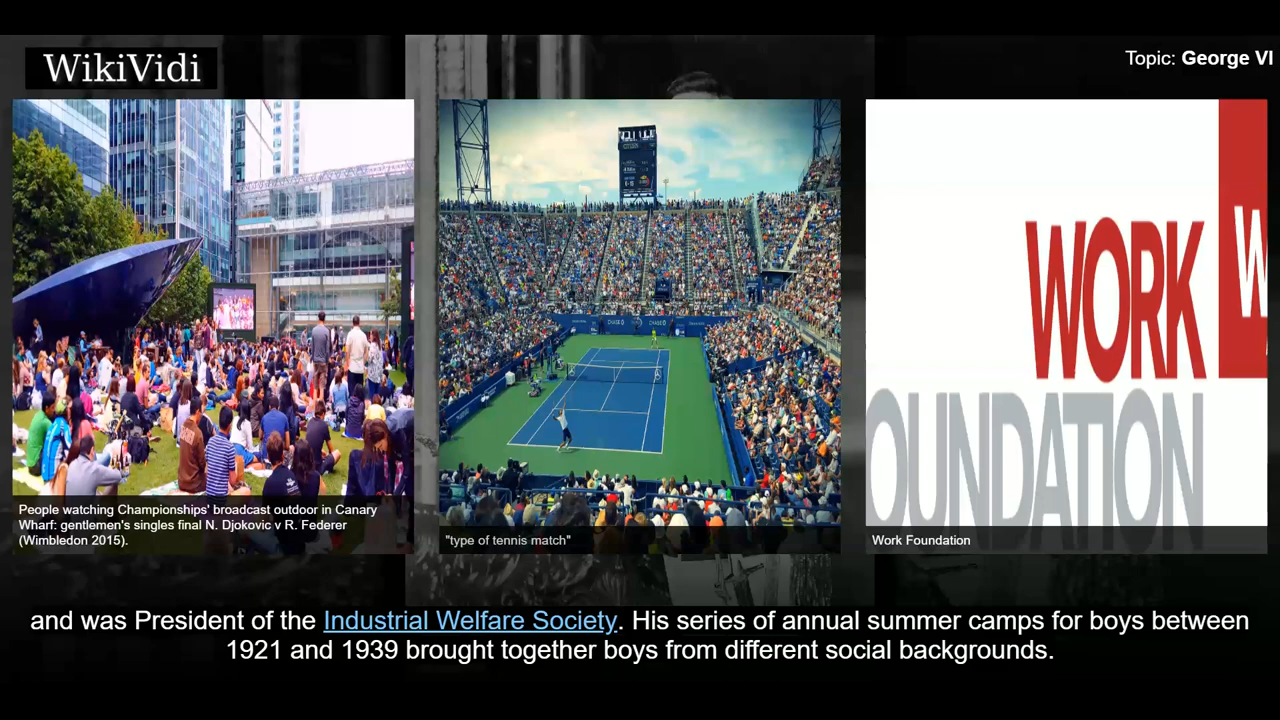 WikiVidi
Topic: George VI
CHASE
CHASE
WORK
W
OUNDATION
People watching Championships' broadcast outdoor in Canary
Wharf: gentlemen's singles final N. Djokovic v R. Federer
(Wimbledon 2015).
"type of tennis match"
Work Foundation
and was President of the Industrial Welfare Society. His series of annual summer camps for boys between
1921 and 1939 brought together boys from different social backgrounds.